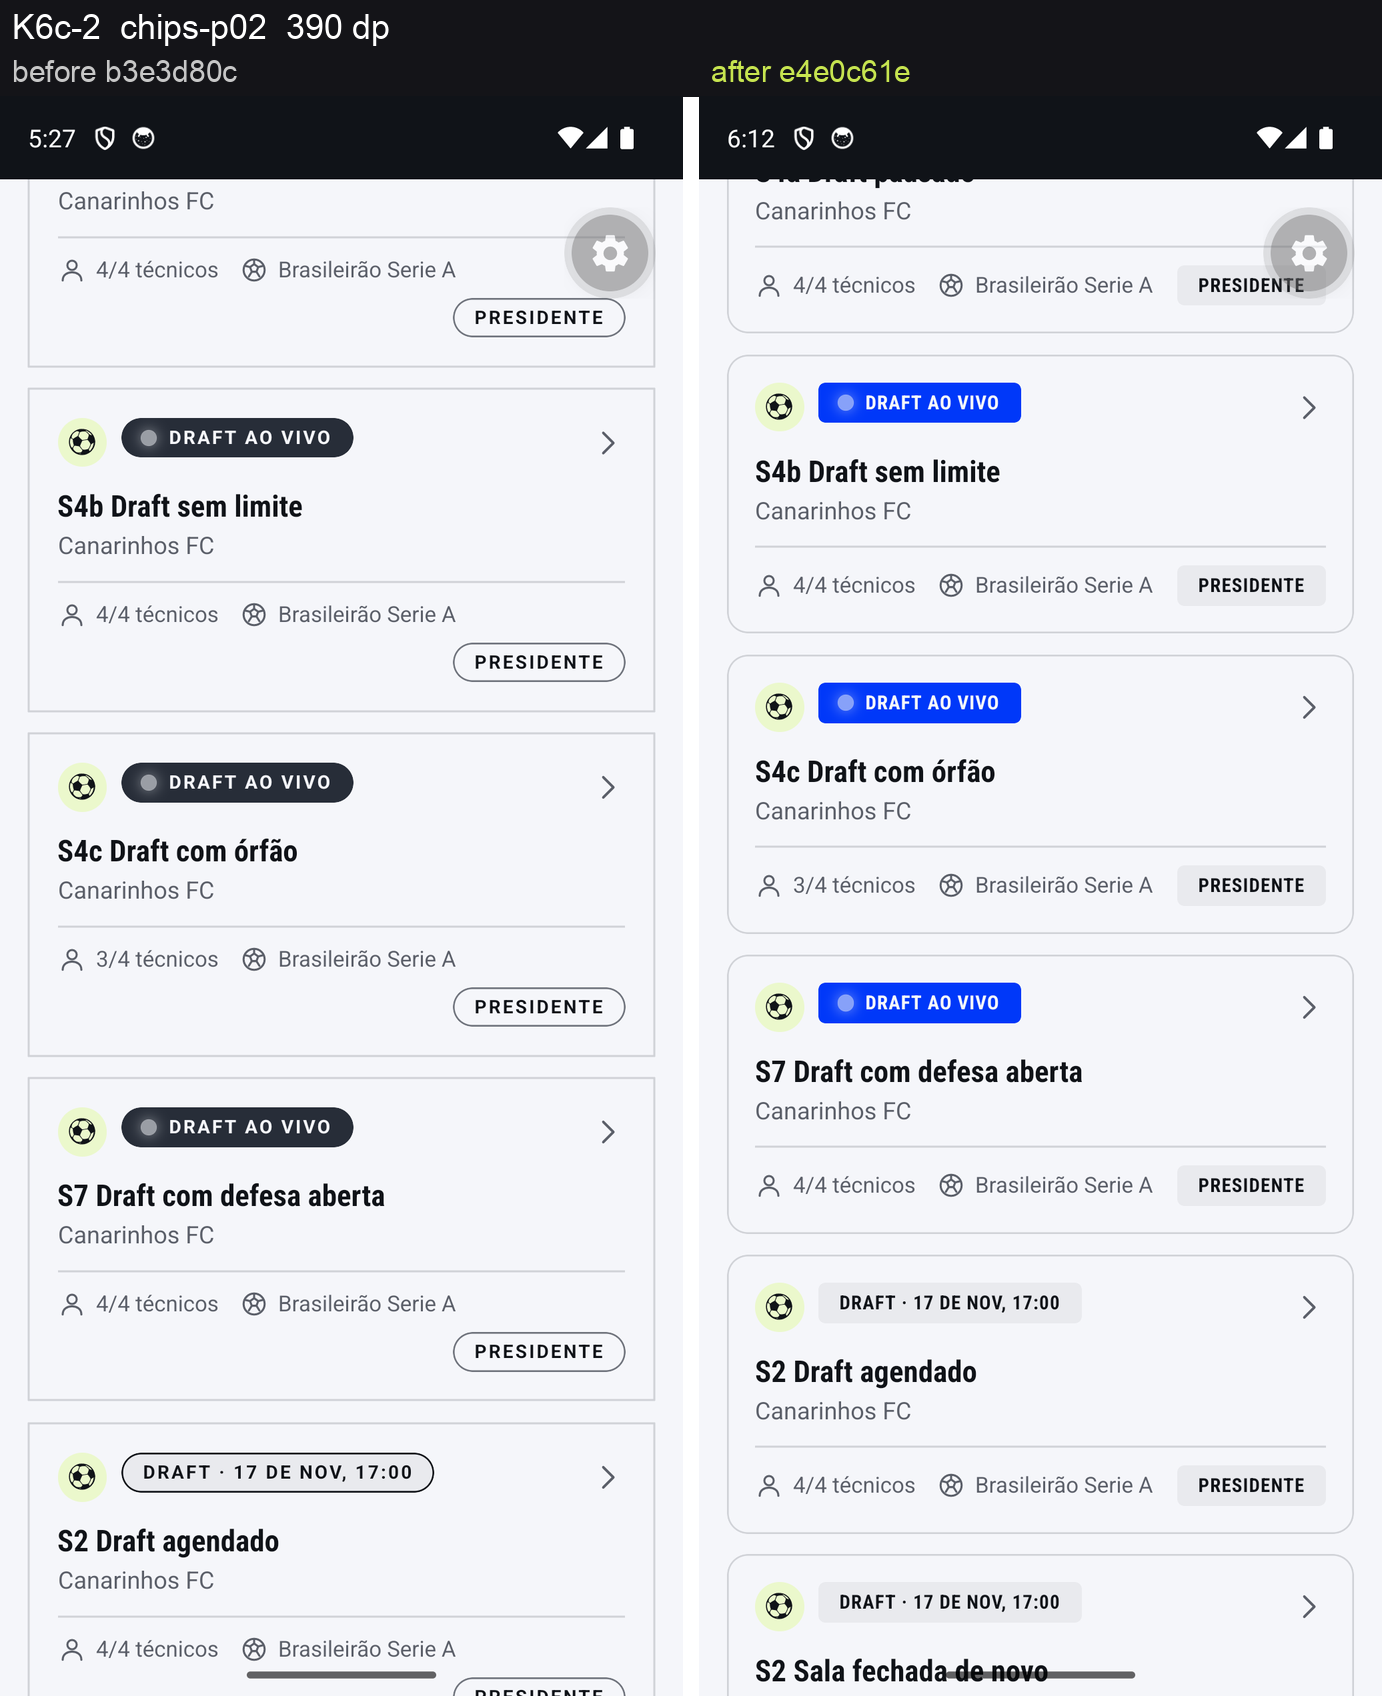 K6c-2 chips-p02 390 dp
before b3e3d80c
after e4e0c61e
5:27
Canarinhos FC
4/4 técnicos Brasileirão Serie A
PRESIDENTE
DRAFT AO VIVO
S4b Draft sem limite
Canarinhos FC
4/4 técnicos Brasileirão Serie A
PRESIDENTE
DRAFT AO VIVO
S4c Draft com órfão
Canarinhos FC
3/4 técnicos Brasileirão Serie A
PRESIDENTE
DRAFT AO VIVO
S7 Draft com defesa aberta
Canarinhos FC
4/4 técnicos Brasileirão Serie A
PRESIDENTE
DRAFT · 17 DE NOV, 17:00
S2 Draft agendado
Canarinhos FC
4/4 técnicos Brasileirão Serie A
PRESIDENTE
6:12
S4a Draft pausado
Canarinhos FC
4/4 técnicos Brasileirão Serie A PRESIDENTE
DRAFT AO VIVO
S4b Draft sem limite
Canarinhos FC
4/4 técnicos Brasileirão Serie A PRESIDENTE
DRAFT AO VIVO
S4c Draft com órfão
Canarinhos FC
3/4 técnicos Brasileirão Serie A PRESIDENTE
DRAFT AO VIVO
S7 Draft com defesa aberta
Canarinhos FC
4/4 técnicos Brasileirão Serie A PRESIDENTE
DRAFT · 17 DE NOV, 17:00
S2 Draft agendado
Canarinhos FC
4/4 técnicos Brasileirão Serie A PRESIDENTE
DRAFT · 17 DE NOV, 17:00
S2 Sala fechada de novo